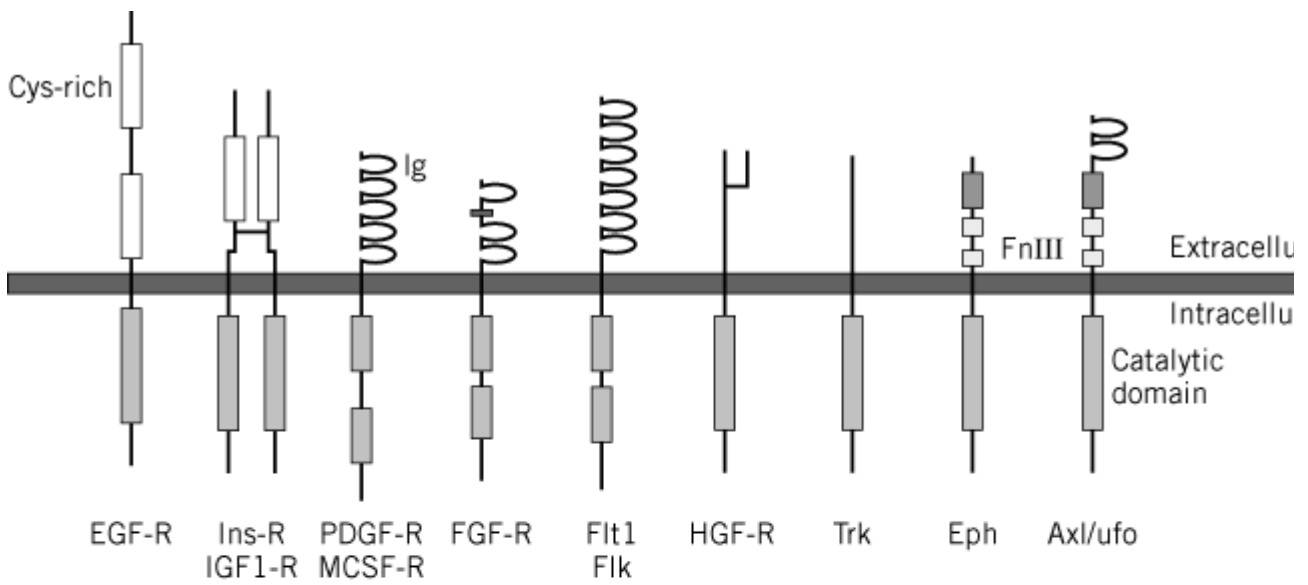 Cys-rich
Ig
FnIII
Extracellu
Intracellu
Catalytic
domain
EGF-R
Ins-R
IGF1-R
PDGF-R
MCSF-R
FGF-R
Flt1
Flk
HGF-R
Trk
Eph
Axl/ufo